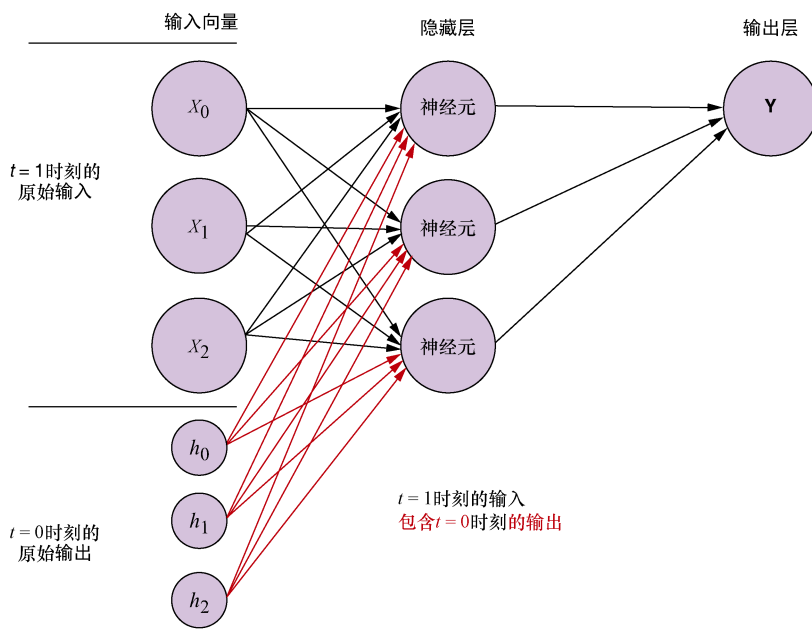 输入向量
隐藏层
输出层
X0
神经元
Y
t = 1时刻的
原始输入
X1
神经元
X2
神经元
h0
t = 1时刻的输入
包含t = 0时刻的输出
h1
t = 0时刻的
原始输出
h2